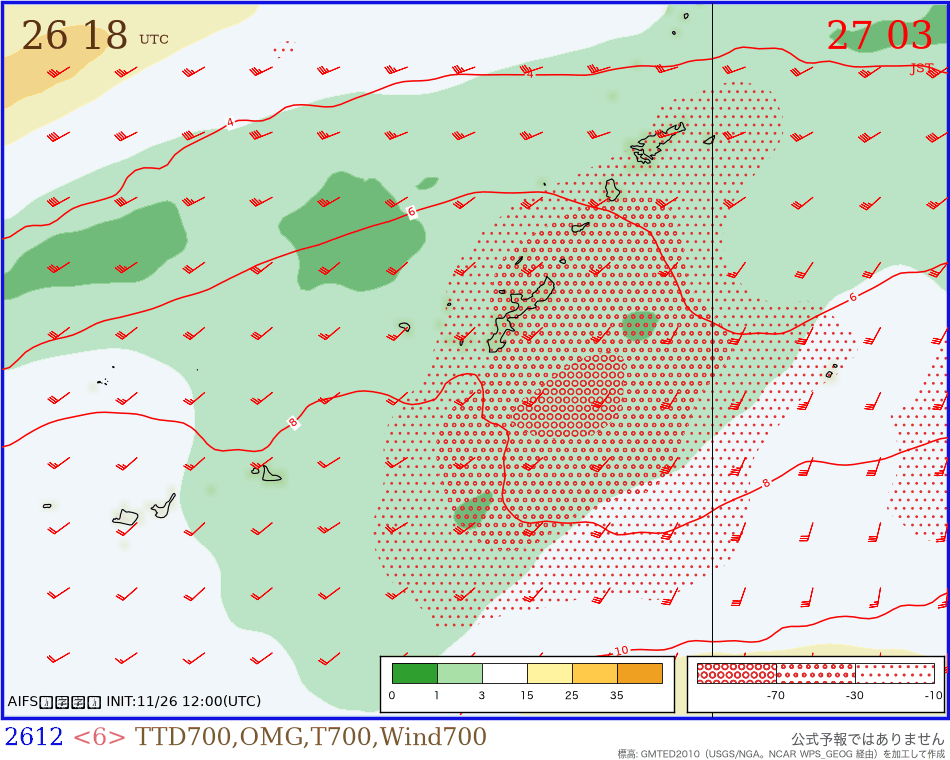 26 18 UTC
27 03
JST
4
4
6
6
8
8
10
0 1 3 15 25 35
-70 -30 -10
AIFS INIT:11/26 12:00(UTC)
2612 <6> TTD700,OMG,T700,Wind700
公式予報ではありません
標高: GMTED2010（USGS/NGA。NCAR WPS_GEOG 経由）を加工して作成